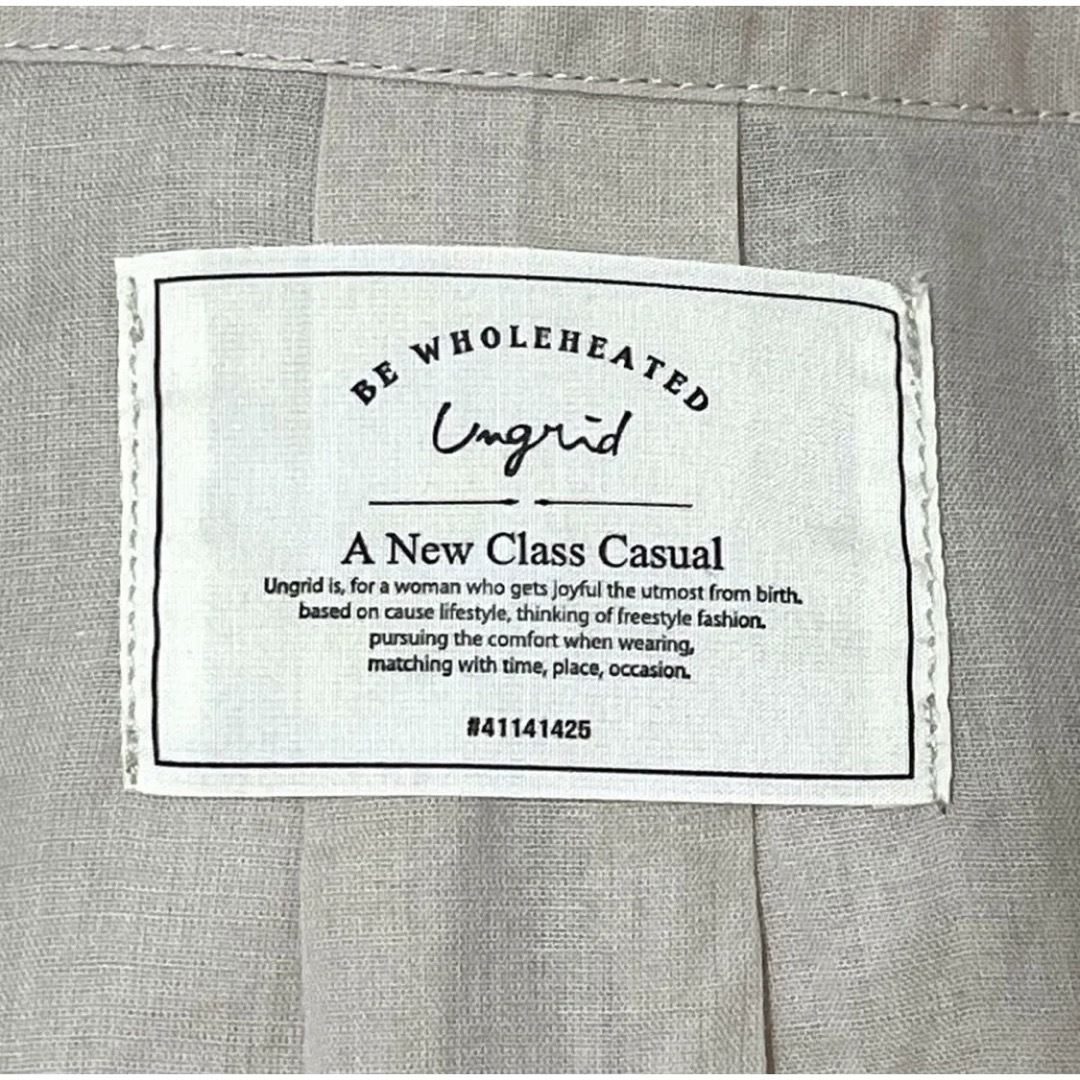 BE WHOLEHEATED
Ungrid
A New Class Casual
Ungrid is, for a woman who gets joyful the utmost from birth.
based on cause lifestyle, thinking of freestyle fashion.
pursuing the comfort when wearing,
matching with time, place, occasion.
#41141425